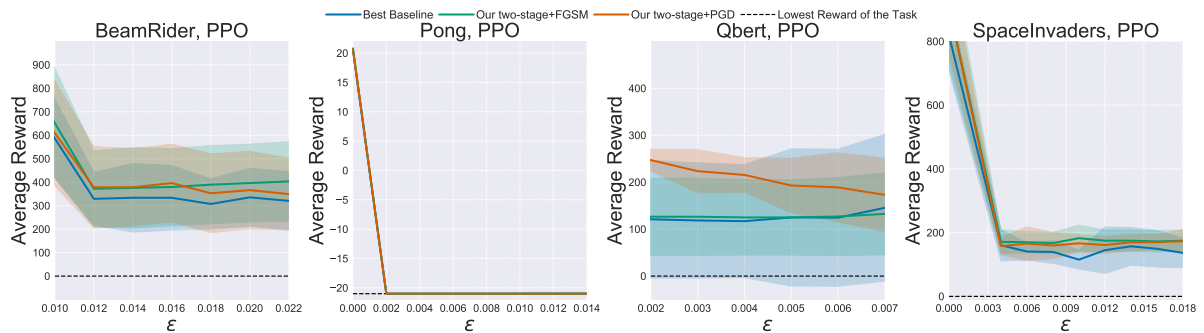 Best Baseline Our two-stage+FGSM Our two-stage+PGD Lowest Reward of the Task
BeamRider, PPO
Average Reward
900
800
700
600
500
400
300
200
100
0
0.010 0.012 0.014 0.016 0.018 0.020 0.022
ε
Pong, PPO
Average Reward
20
15
10
5
0
−5
−10
−15
−20
0.000 0.002 0.004 0.006 0.008 0.010 0.012 0.014
ε
Qbert, PPO
Average Reward
400
300
200
100
0
0.002 0.003 0.004 0.005 0.006 0.007
ε
SpaceInvaders, PPO
Average Reward
800
600
400
200
0
0.000 0.003 0.006 0.009 0.012 0.015 0.018
ε